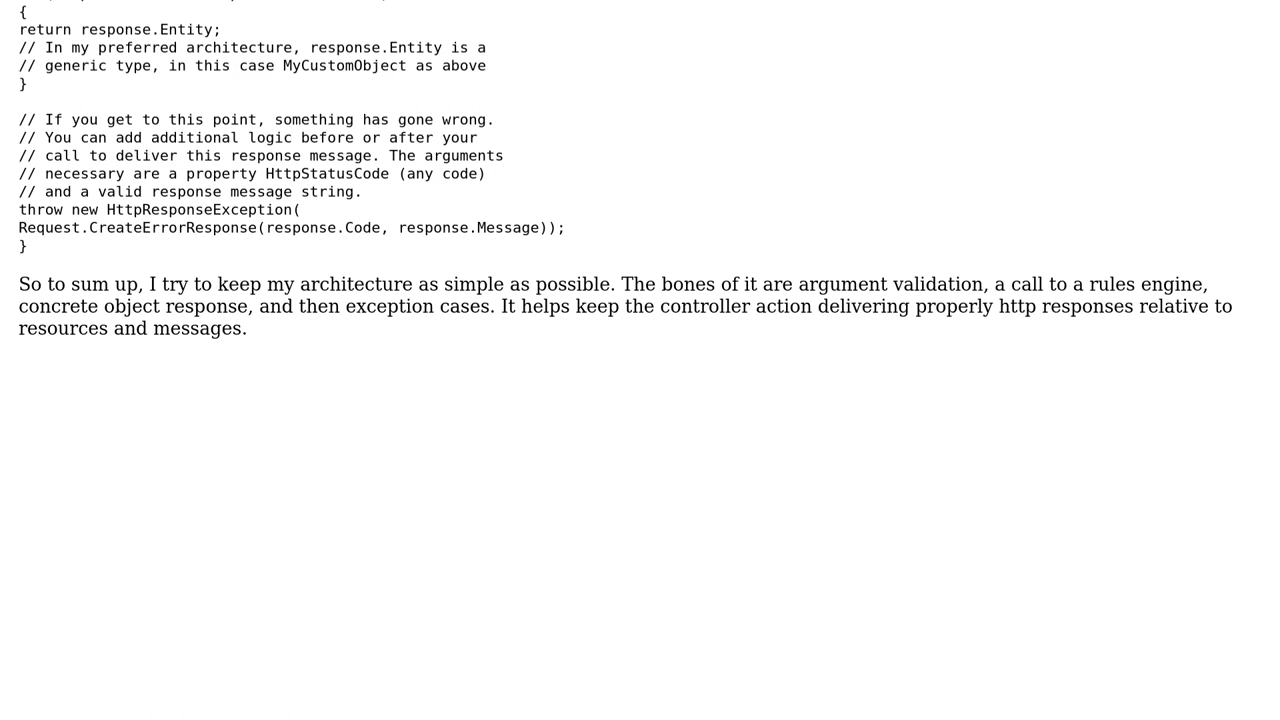 {
return response.Entity;
// In my preferred architecture, response.Entity is a
// generic type, in this case MyCustomObject as above
}
// If you get to this point, something has gone wrong.
// You can add additional logic before or after your
// call to deliver this response message. The arguments
// necessary are a property HttpStatusCode (any code)
// and a valid response message string.
throw new HttpResponseException(
Request.CreateErrorResponse(response.Code, response.Message));
}
So to sum up, I try to keep my architecture as simple as possible. The bones of it are argument validation, a call to a rules engine,
concrete object response, and then exception cases. It helps keep the controller action delivering properly http responses relative to
resources and messages.